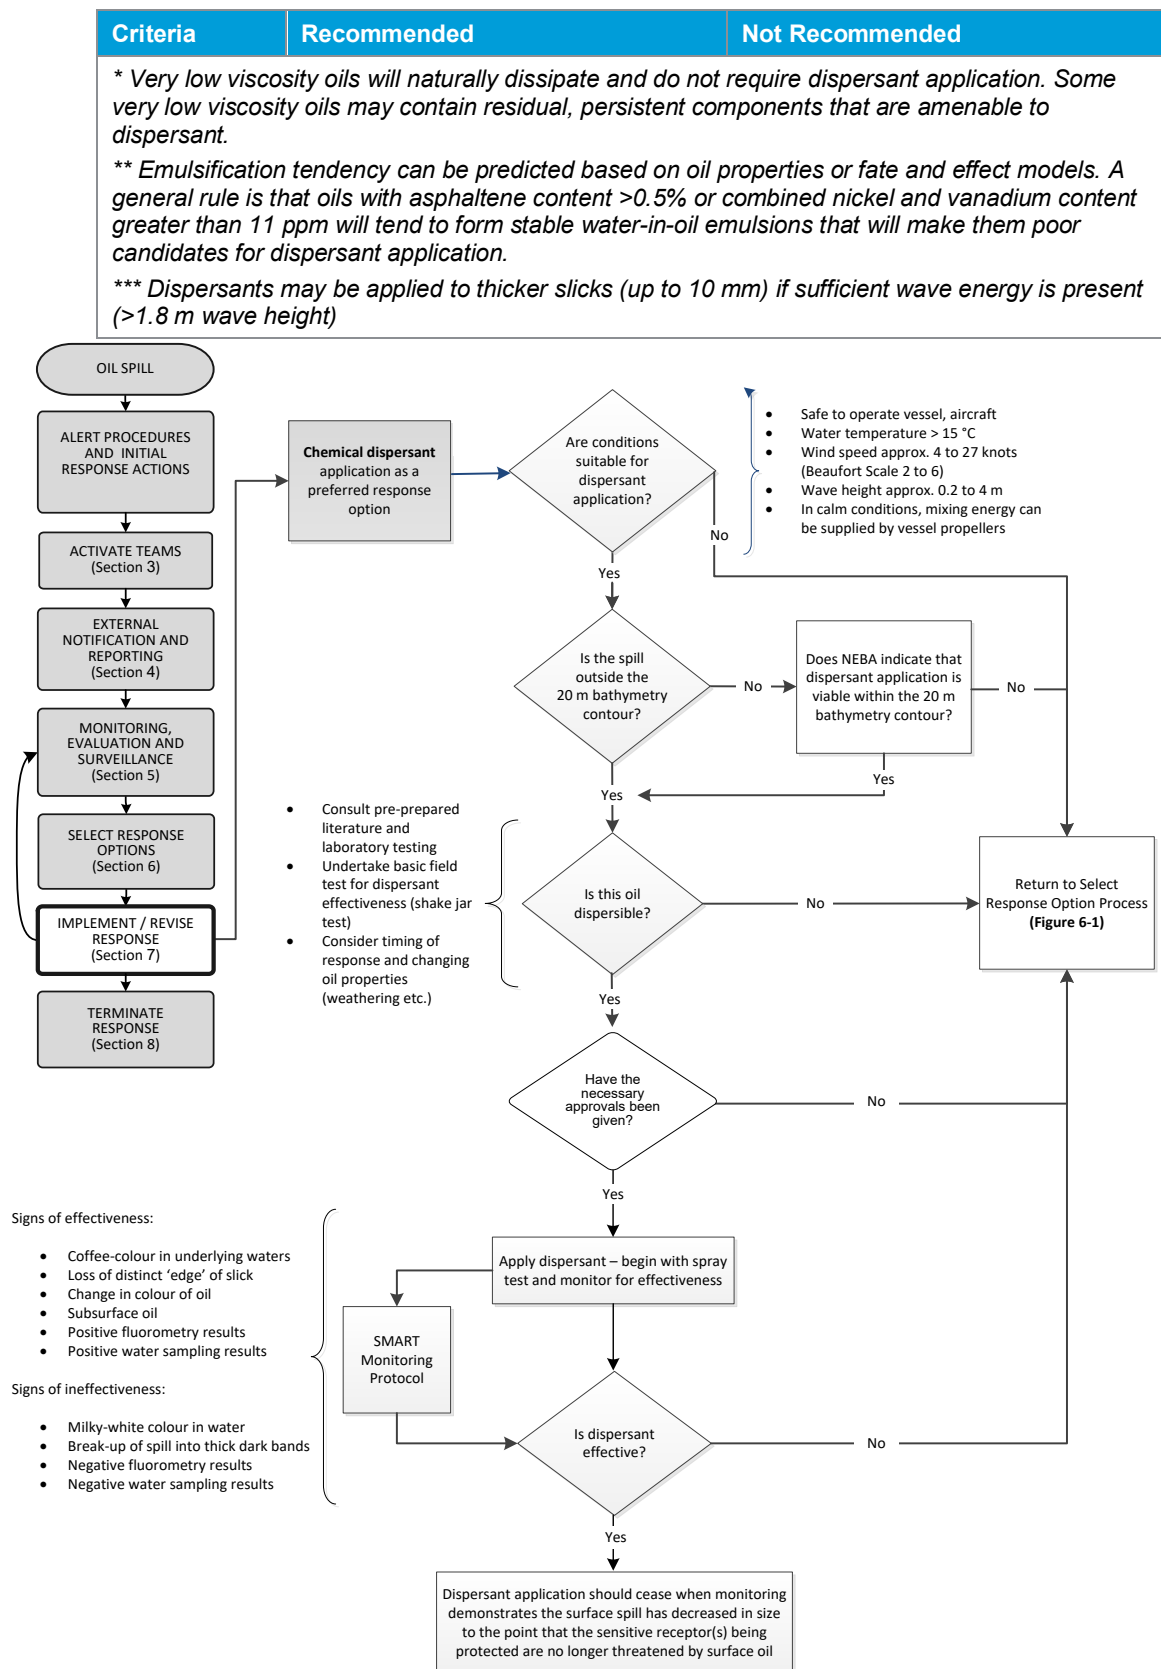 Criteria Recommended Not Recommended
* Very low viscosity oils will naturally dissipate and do not require dispersant application. Some
very low viscosity oils may contain residual, persistent components that are amenable to
dispersant.
** Emulsification tendency can be predicted based on oil properties or fate and effect models. A
general rule is that oils with asphaltene content >0.5% or combined nickel and vanadium content
greater than 11 ppm will tend to form stable water-in-oil emulsions that will make them poor
candidates for dispersant application.
*** Dispersants may be applied to thicker slicks (up to 10 mm) if sufficient wave energy is present
(>1.8 m wave height)
OIL SPILL
ALERT PROCEDURES
AND INITIAL
RESPONSE ACTIONS
ACTIVATE TEAMS
(Section 3)
EXTERNAL
NOTIFICATION AND
REPORTING
(Section 4)
MONITORING,
EVALUATION AND
SURVEILLANCE
(Section 5)
SELECT RESPONSE
OPTIONS
(Section 6)
IMPLEMENT / REVISE
RESPONSE
(Section 7)
TERMINATE
RESPONSE
(Section 8)
Chemical dispersant
application as a
preferred response
option
Are conditions
suitable for
dispersant
application?
• Safe to operate vessel, aircraft
• Water temperature > 15 °C
• Wind speed approx. 4 to 27 knots
(Beaufort Scale 2 to 6)
• Wave height approx. 0.2 to 4 m
• In calm conditions, mixing energy can
be supplied by vessel propellers
No
Yes
Is the spill
outside the
20 m bathymetry
contour?
No
Does NEBA indicate that
dispersant application is
viable within the 20 m
bathymetry contour?
No
Yes
Yes
• Consult pre-prepared
literature and
laboratory testing
• Undertake basic field
test for dispersant
effectiveness (shake jar
test)
• Consider timing of
response and changing
oil properties
(weathering etc.)
Is this oil
dispersible?
No
Return to Select
Response Option Process
(Figure 6-1)
Yes
Have the
necessary
approvals been
given?
No
Yes
Signs of effectiveness:
• Coffee-colour in underlying waters
• Loss of distinct ‘edge’ of slick
• Change in colour of oil
• Subsurface oil
• Positive fluorometry results
• Positive water sampling results
Signs of ineffectiveness:
• Milky-white colour in water
• Break-up of spill into thick dark bands
• Negative fluorometry results
• Negative water sampling results
Apply dispersant – begin with spray
test and monitor for effectiveness
SMART
Monitoring
Protocol
Is dispersant
effective?
No
Yes
Dispersant application should cease when monitoring
demonstrates the surface spill has decreased in size
to the point that the sensitive receptor(s) being
protected are no longer threatened by surface oil